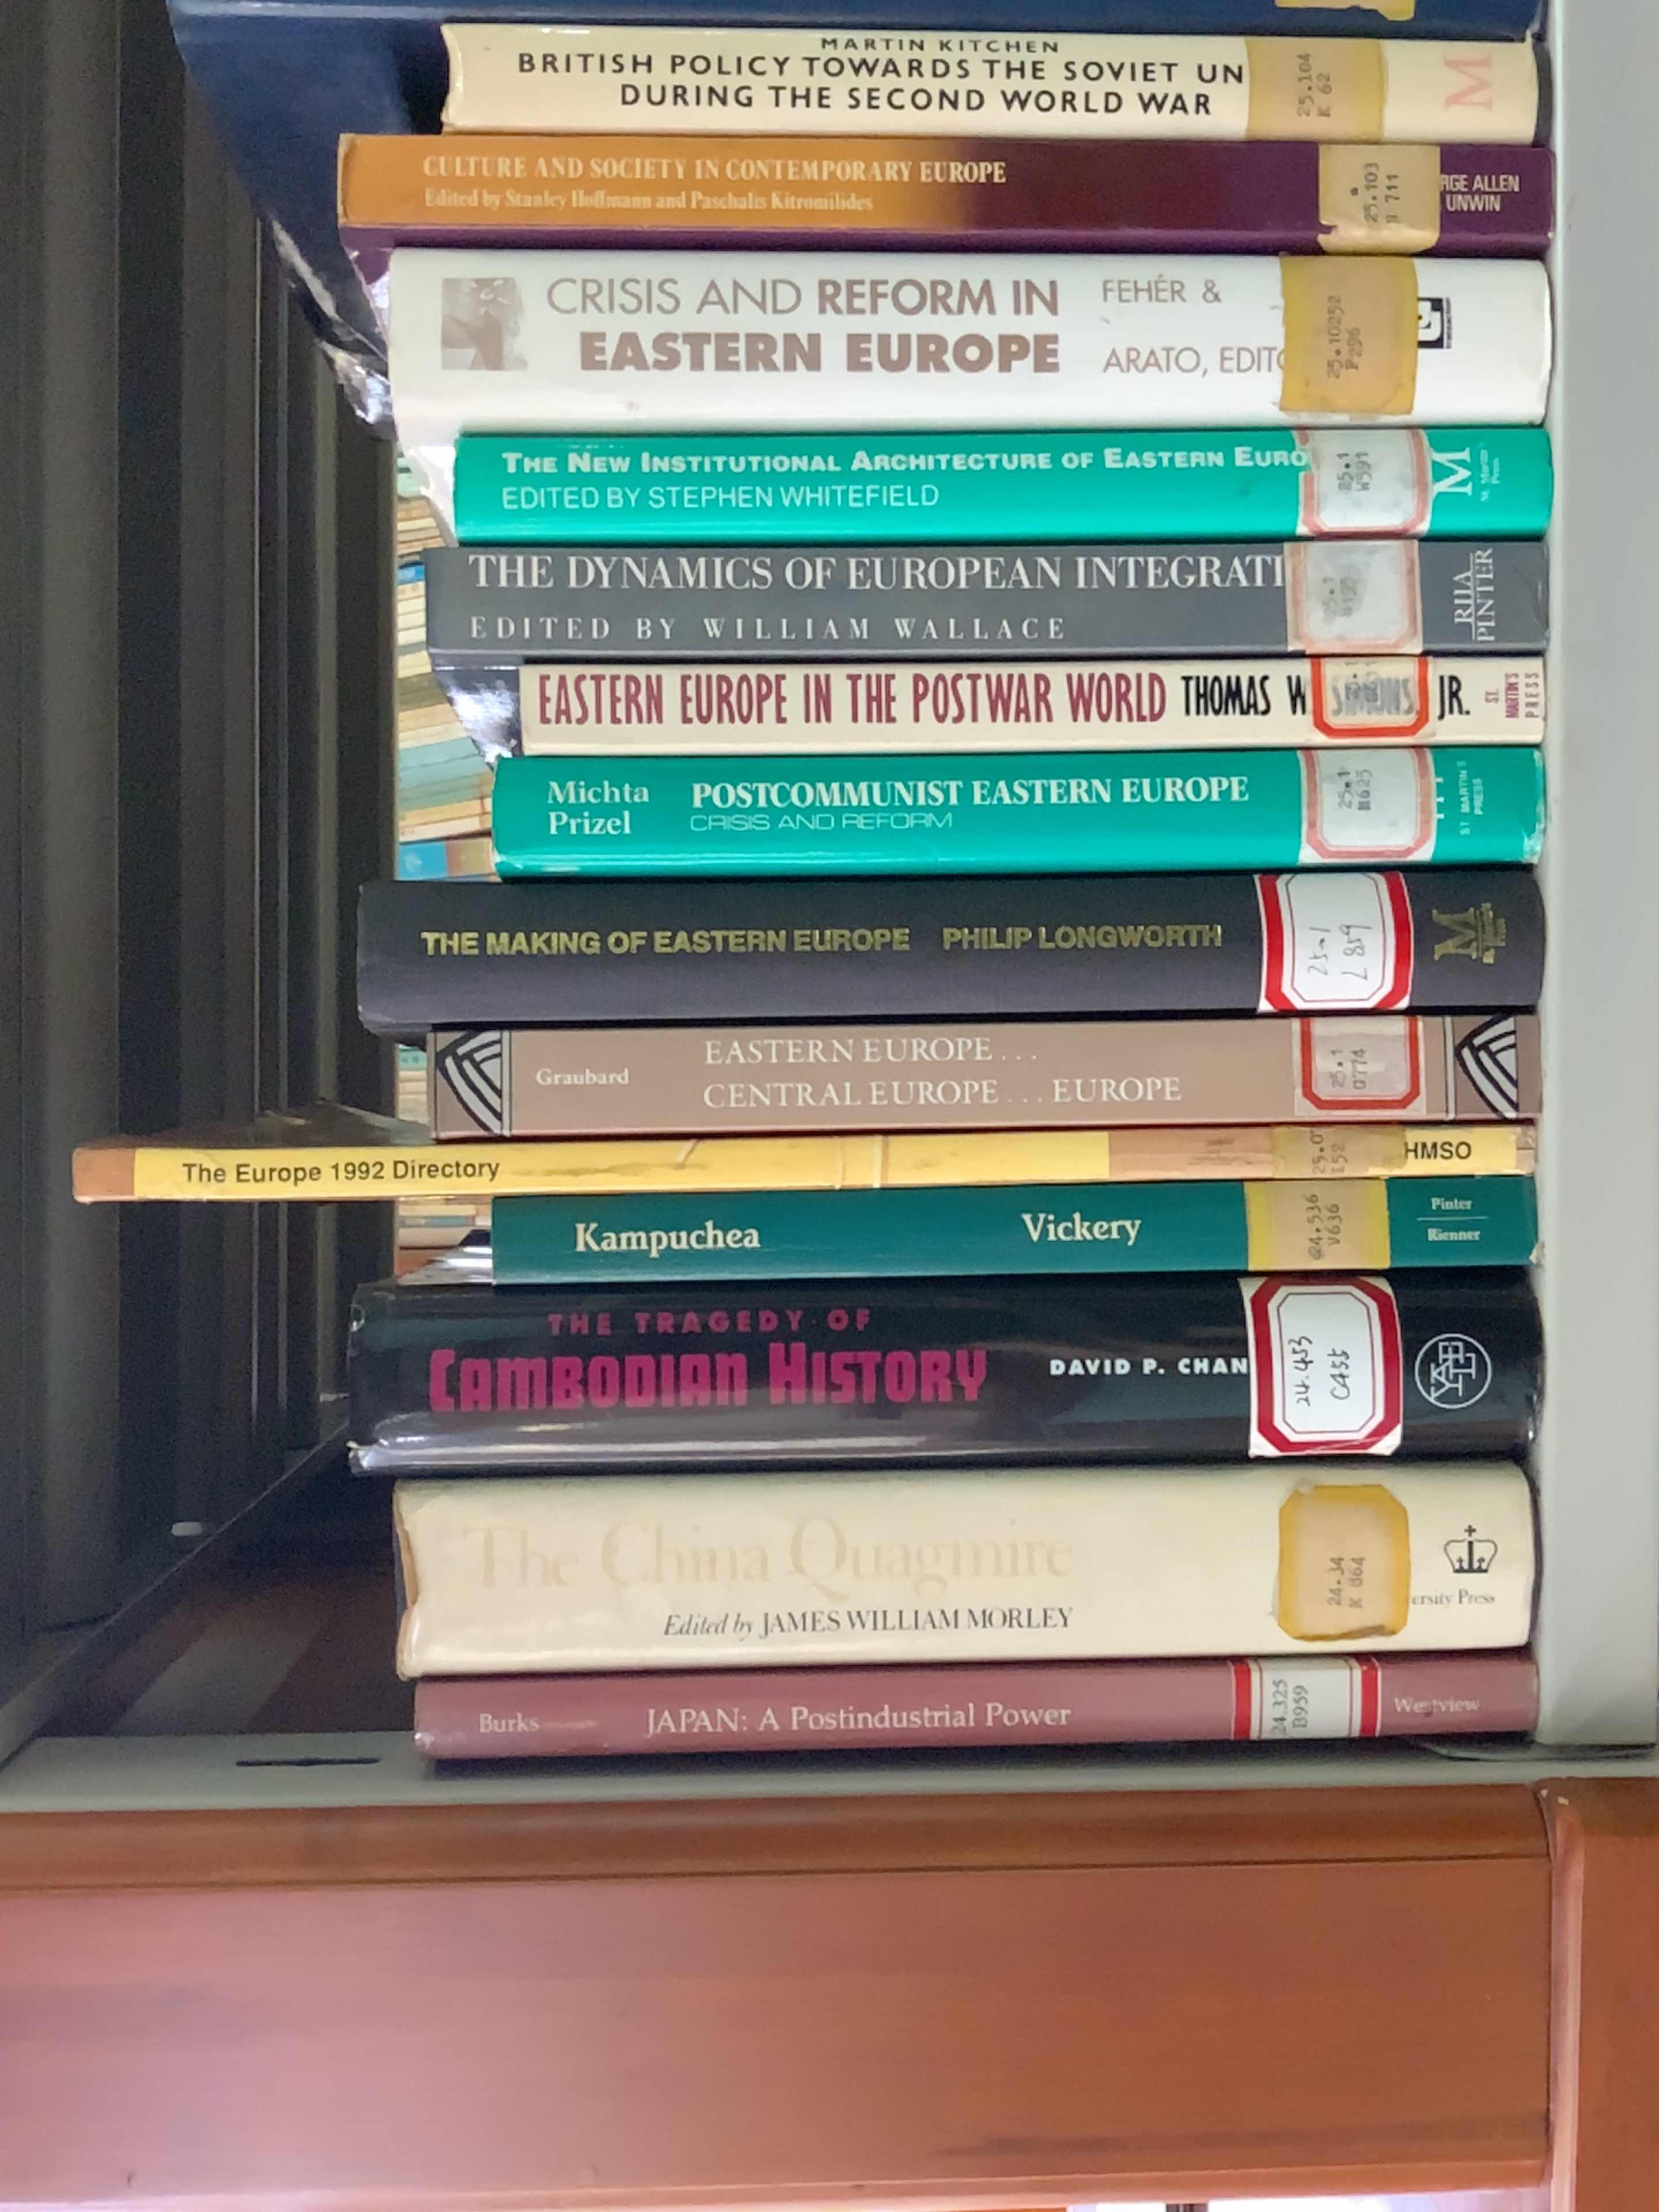 MARTIN KITCHEN
BRITISH POLICY TOWARDS THE SOVIET UN
DURING THE SECOND WORLD WAR
25.104
K 62
M
CULTURE AND SOCIETY IN CONTEMPORARY EUROPE
Edited by Stanley Hoffmann and Paschalis Kitromilides
25.103
711
RGE ALLEN
UNWIN
CRISIS AND REFORM IN
EASTERN EUROPE
FEHÉR &
ARATO, EDITO
25.10252
F296
THE NEW INSTITUTIONAL ARCHITECTURE OF EASTERN EURO
EDITED BY STEPHEN WHITEFIELD
25.1
W591
M
St. Martin's
Press
THE DYNAMICS OF EUROPEAN INTEGRATI
EDITED BY WILLIAM WALLACE
25.1
RIIA
PINTER
EASTERN EUROPE IN THE POSTWAR WORLD THOMAS W. SIMONS, JR.
ST.
MARTIN'S
PRESS
Michta
Prizel
POSTCOMMUNIST EASTERN EUROPE
CRISIS AND REFORM
25.1
M625
ST MARTIN'S
PRESS
THE MAKING OF EASTERN EUROPE PHILIP LONGWORTH
25.1
L859
M
Graubard
EASTERN EUROPE...
CENTRAL EUROPE...EUROPE
25.1
G774
The Europe 1992 Directory
25.0
I52
HMSO
Kampuchea
Vickery
24.536
V636
Pinter
Rienner
THE TRAGEDY OF
CAMBODIAN HISTORY
DAVID P. CHAN
24.453
C455
YALE
The China Quagmire
Edited by JAMES WILLIAM MORLEY
24.34
K 864
ersity Press
Burks
JAPAN: A Postindustrial Power
24.325
B959
Westview